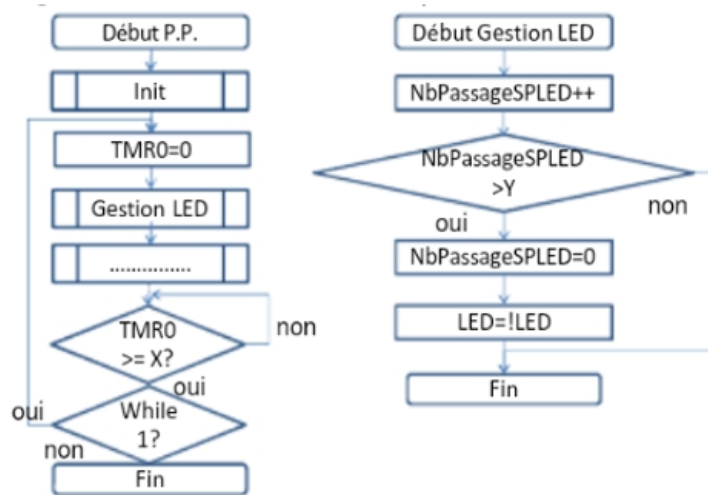 Début P.P.
Init
TMR0=0
Gestion LED
...............
TMR0
>= X?
non
oui
oui
While
1?
non
Fin
Début Gestion LED
NbPassageSPLED++
NbPassageSPLED
>Y
non
oui
NbPassageSPLED=0
LED=!LED
Fin